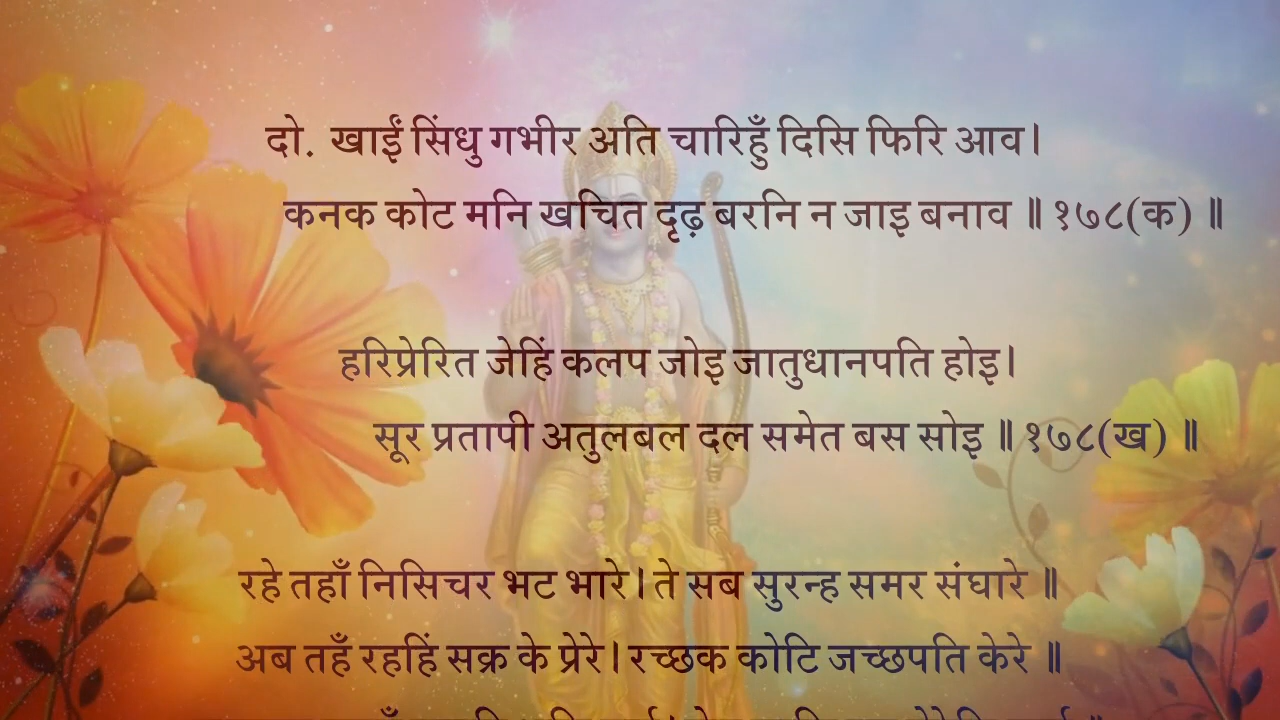 दो. खाईं सिंधु गभीर अति चारिहुँ दिसि फिरि आव।
कनक कोट मनि खचित दृढ़ बरनि न जाइ बनाव ॥ १७८(क) ॥
हरिप्रेरित जेहिं कलप जोइ जातुधानपति होइ।
सूर प्रतापी अतुलबल दल समेत बस सोइ ॥ १७८(ख) ॥
रहे तहाँ निसिचर भट भारे। ते सब सुरन्ह समर संघारे ॥
अब तहँ रहहिं सक्र के प्रेरे। रच्छक कोटि जच्छपति केरे ॥